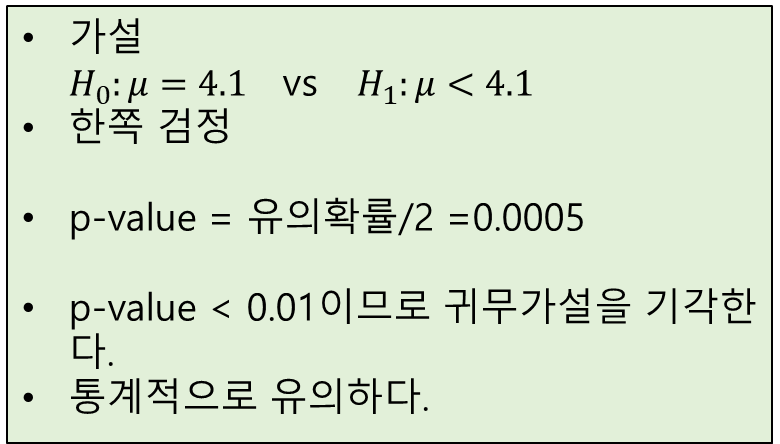 • 가설
H₀: μ = 4.1 vs H₁: μ < 4.1
• 한쪽 검정
• p-value = 유의확률/2 =0.0005
• p-value < 0.01이므로 귀무가설을 기각한
다.
• 통계적으로 유의하다.